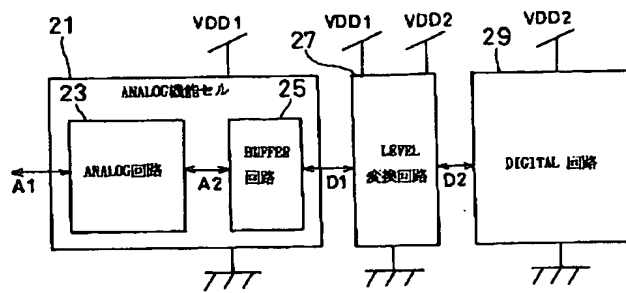 21
VDD1
27
VDD1
VDD2
29
VDD2
ANALOG機能セル
23
25
ANALOG回路
BUFFER
回路
LEVEL
変換回路
DIGITAL 回路
A1
A2
D1
D2